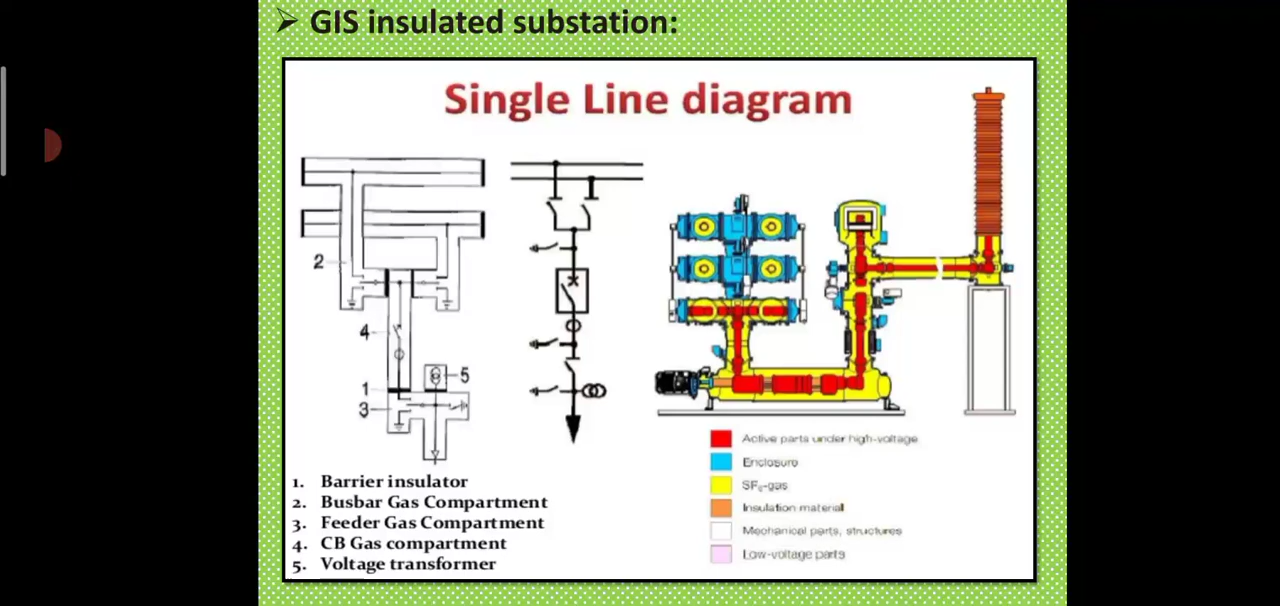 ➢ GIS insulated substation:
Single Line diagram
2
4
1
3
5
1. Barrier insulator
2. Busbar Gas Compartment
3. Feeder Gas Compartment
4. CB Gas compartment
5. Voltage transformer
Active parts under high-voltage
Enclosure
SF₆-gas
Insulation material
Mechanical parts, structures
Low-voltage parts